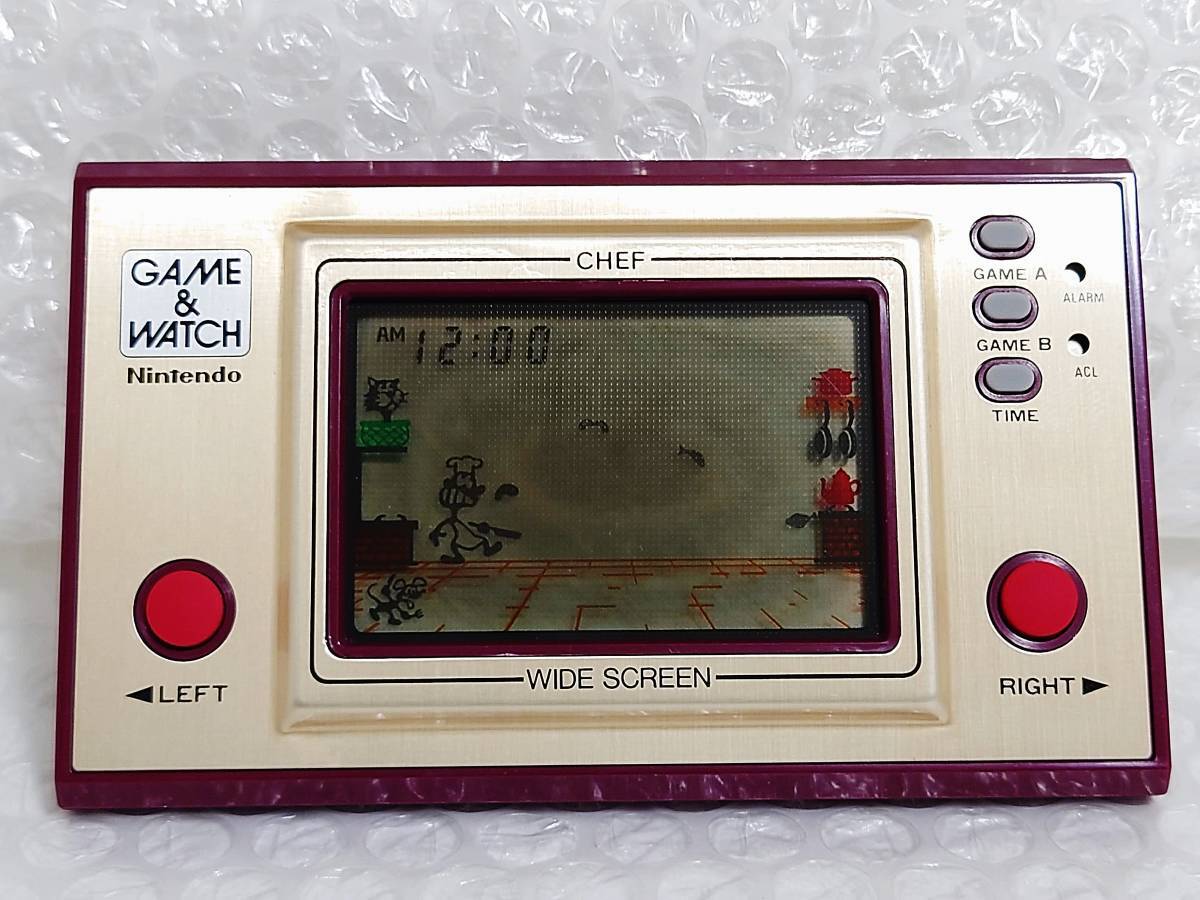 GAME
&
WATCH
Nintendo
CHEF
AM 12:00
GAME A
ALARM
GAME B
ACL
TIME
◀LEFT
WIDE SCREEN
RIGHT▶